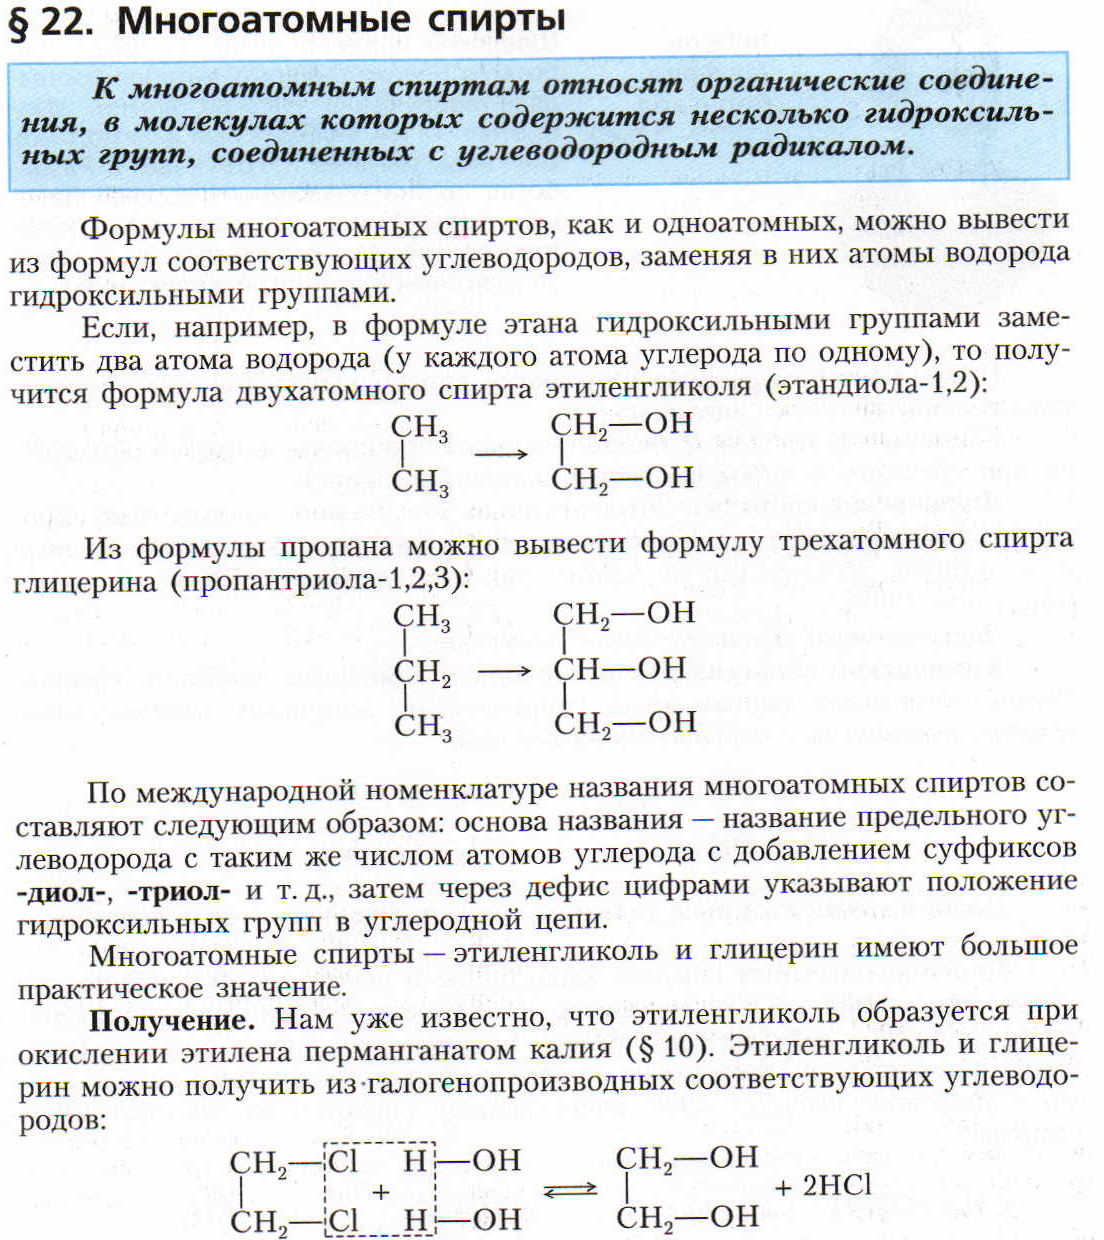 § 22. Многоатомные спирты
К многоатомным спиртам относят органические соедине-
ния, в молекулах которых содержится несколько гидроксиль-
ных групп, соединенных с углеводородным радикалом.
Формулы многоатомных спиртов, как и одноатомных, можно вывести
из формул соответствующих углеводородов, заменяя в них атомы водорода
гидроксильными группами.
Если, например, в формуле этана гидроксильными группами заме-
стить два атома водорода (у каждого атома углерода по одному), то полу-
чится формула двухатомного спирта этиленгликоля (этандиола-1,2):
CH₃ CH₂—OH
| → |
CH₃ CH₂—OH
Из формулы пропана можно вывести формулу трехатомного спирта
глицерина (пропантриола-1,2,3):
CH₃ CH₂—OH
| |
CH₂ → CH—OH
| |
CH₃ CH₂—OH
По международной номенклатуре названия многоатомных спиртов со-
ставляют следующим образом: основа названия — название предельного уг-
леводорода с таким же числом атомов углерода с добавлением суффиксов
-диол-, -триол- и т. д., затем через дефис цифрами указывают положение
гидроксильных групп в углеродной цепи.
Многоатомные спирты — этиленгликоль и глицерин имеют большое
практическое значение.
Получение. Нам уже известно, что этиленгликоль образуется при
окислении этилена перманганатом калия (§ 10). Этиленгликоль и глице-
рин можно получить из галогенопроизводных соответствующих углеводо-
родов:
CH₂—Cl H—OH CH₂—OH
| + ⇌ | + 2HCl
CH₂—Cl H—OH CH₂—OH